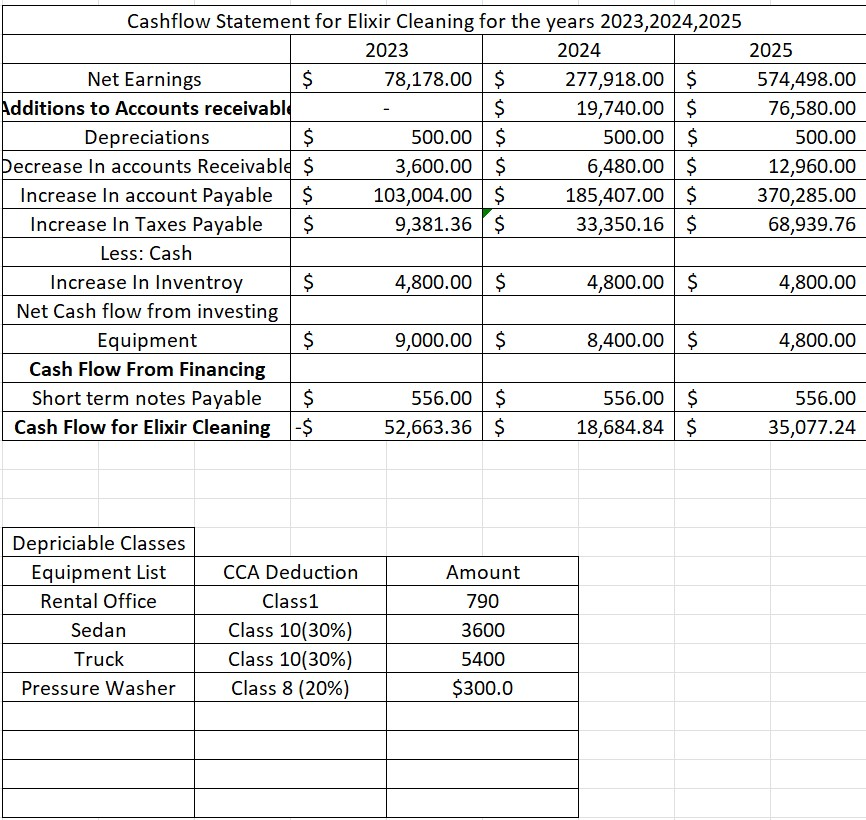 Cashflow Statement for Elixir Cleaning for the years 2023,2024,2025
2023 2024 2025
Net Earnings $ 78,178.00 $ 277,918.00 $ 574,498.00
Additions to Accounts receivable - $ 19,740.00 $ 76,580.00
Depreciations $ 500.00 $ 500.00 $ 500.00
Decrease In accounts Receivable $ 3,600.00 $ 6,480.00 $ 12,960.00
Increase In account Payable $ 103,004.00 $ 185,407.00 $ 370,285.00
Increase In Taxes Payable $ 9,381.36 $ 33,350.16 $ 68,939.76
Less: Cash
Increase In Inventroy $ 4,800.00 $ 4,800.00 $ 4,800.00
Net Cash flow from investing
Equipment $ 9,000.00 $ 8,400.00 $ 4,800.00
Cash Flow From Financing
Short term notes Payable $ 556.00 $ 556.00 $ 556.00
Cash Flow for Elixir Cleaning -$ 52,663.36 $ 18,684.84 $ 35,077.24
Depriciable Classes
Equipment List CCA Deduction Amount
Rental Office Class1 790
Sedan Class 10(30%) 3600
Truck Class 10(30%) 5400
Pressure Washer Class 8 (20%) $300.0